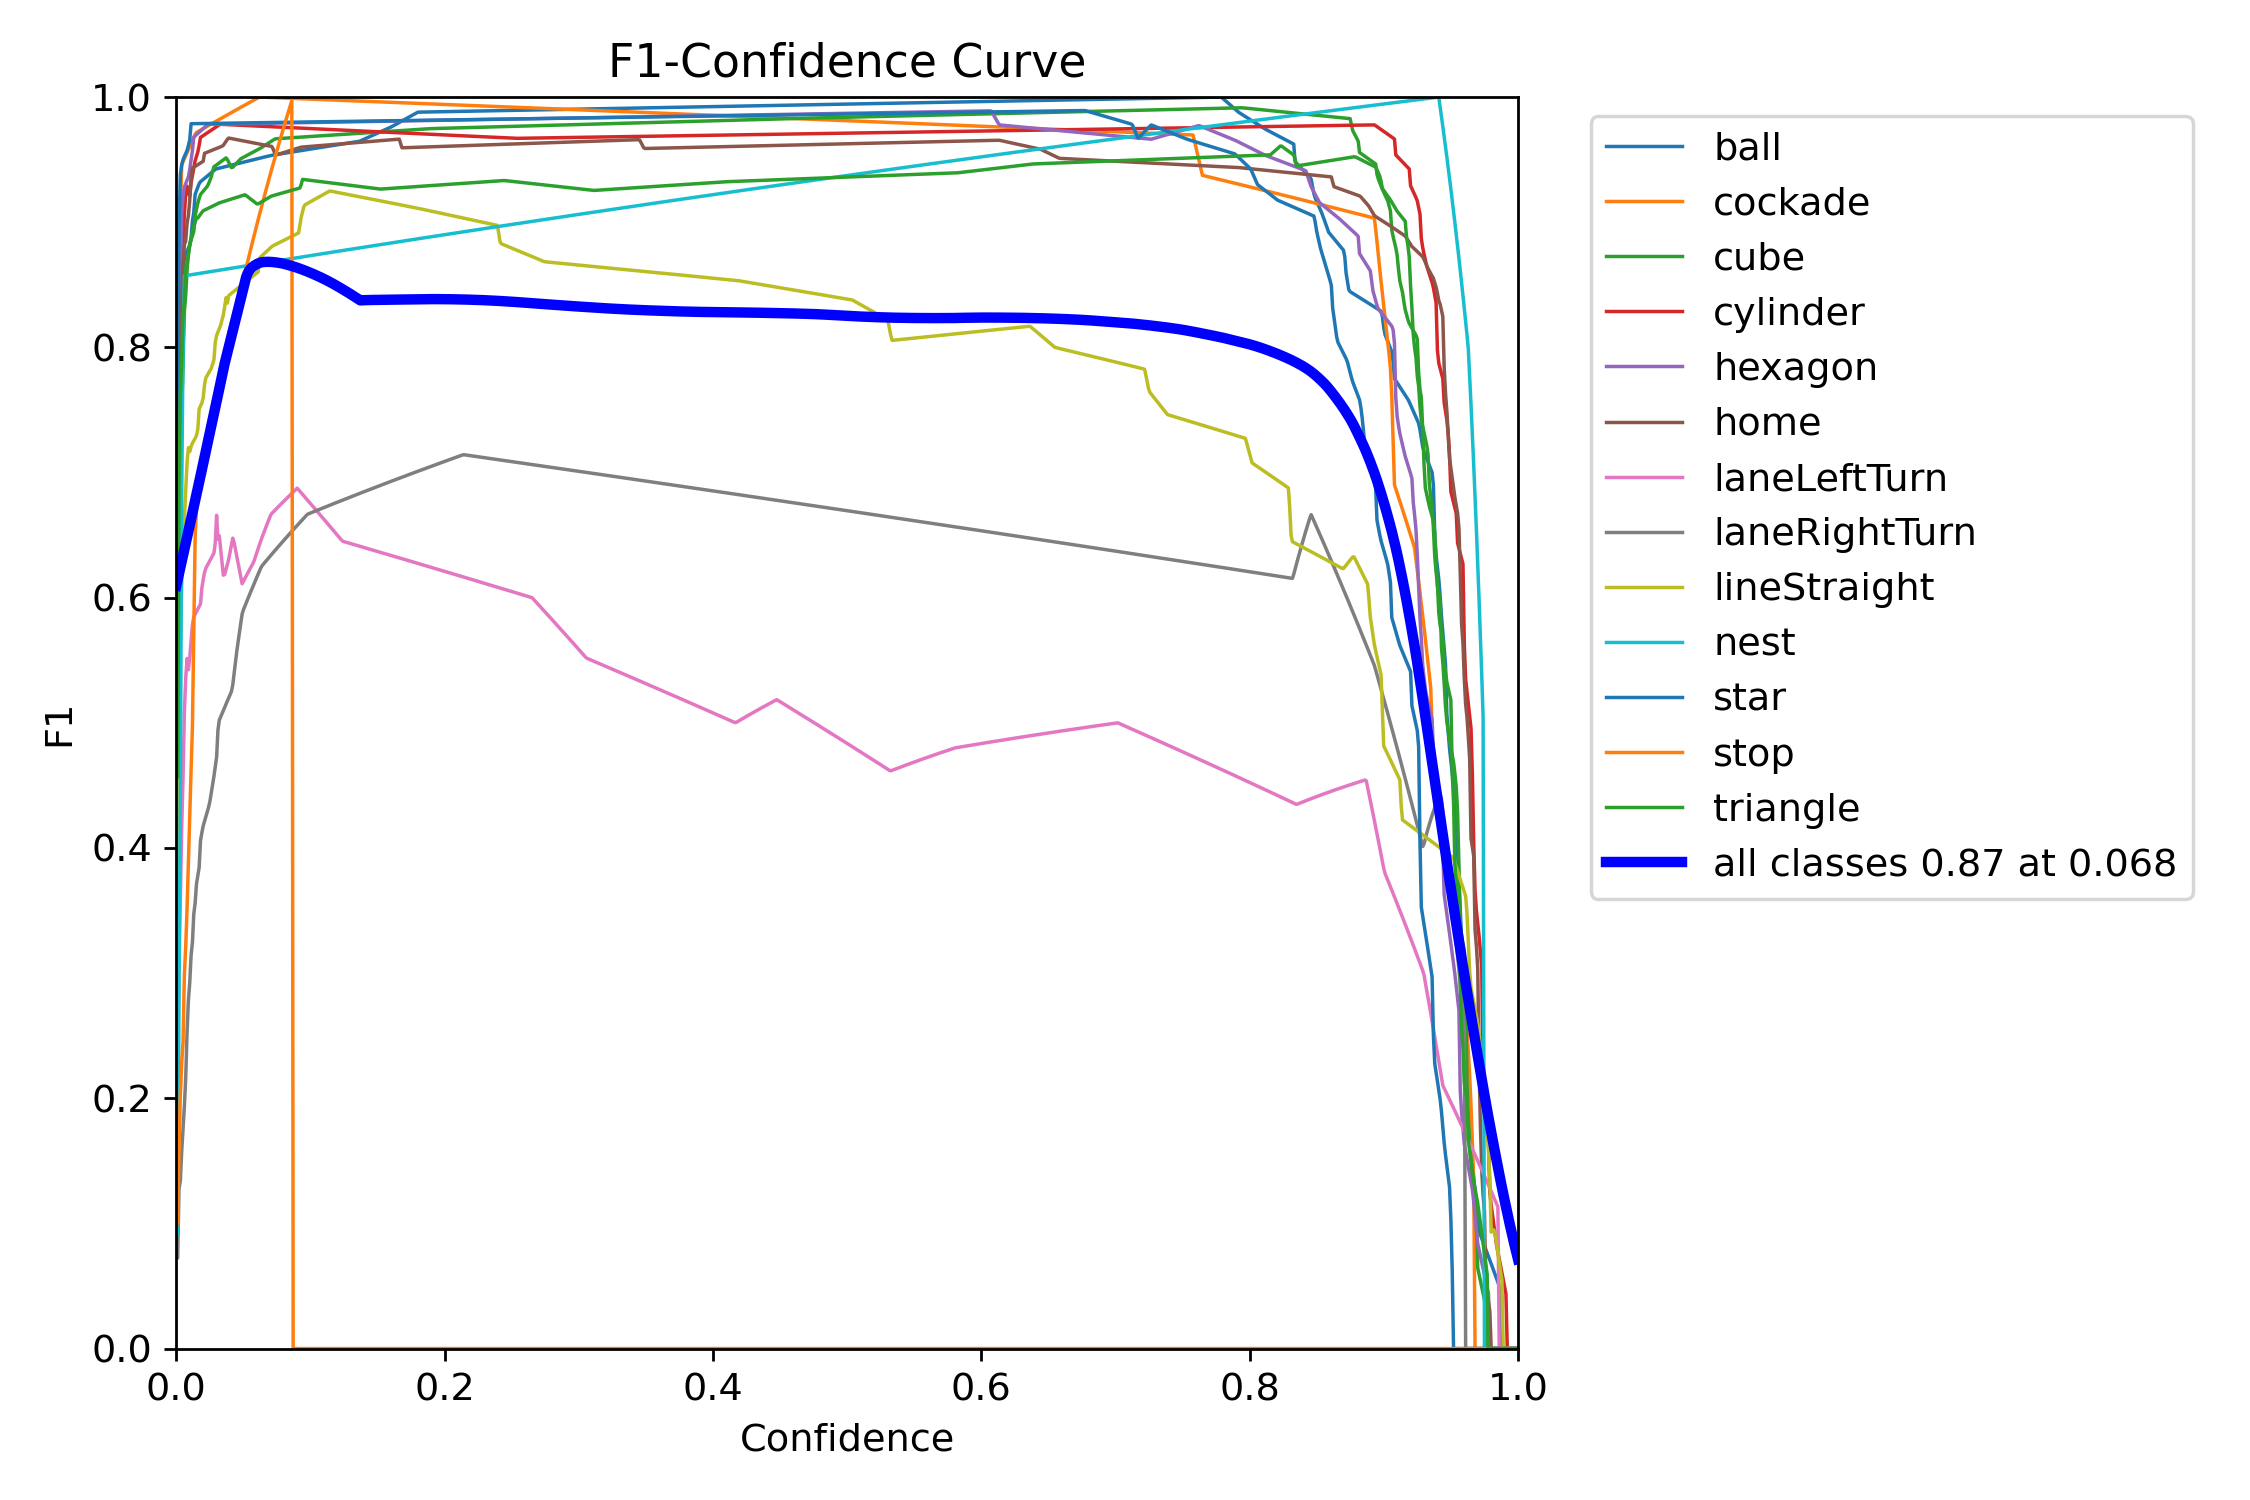 F1-Confidence Curve
1.0
0.8
0.6
0.4
0.2
0.0
F1
0.0 0.2 0.4 0.6 0.8 1.0
Confidence
ball
cockade
cube
cylinder
hexagon
home
laneLeftTurn
laneRightTurn
lineStraight
nest
star
stop
triangle
all classes 0.87 at 0.068